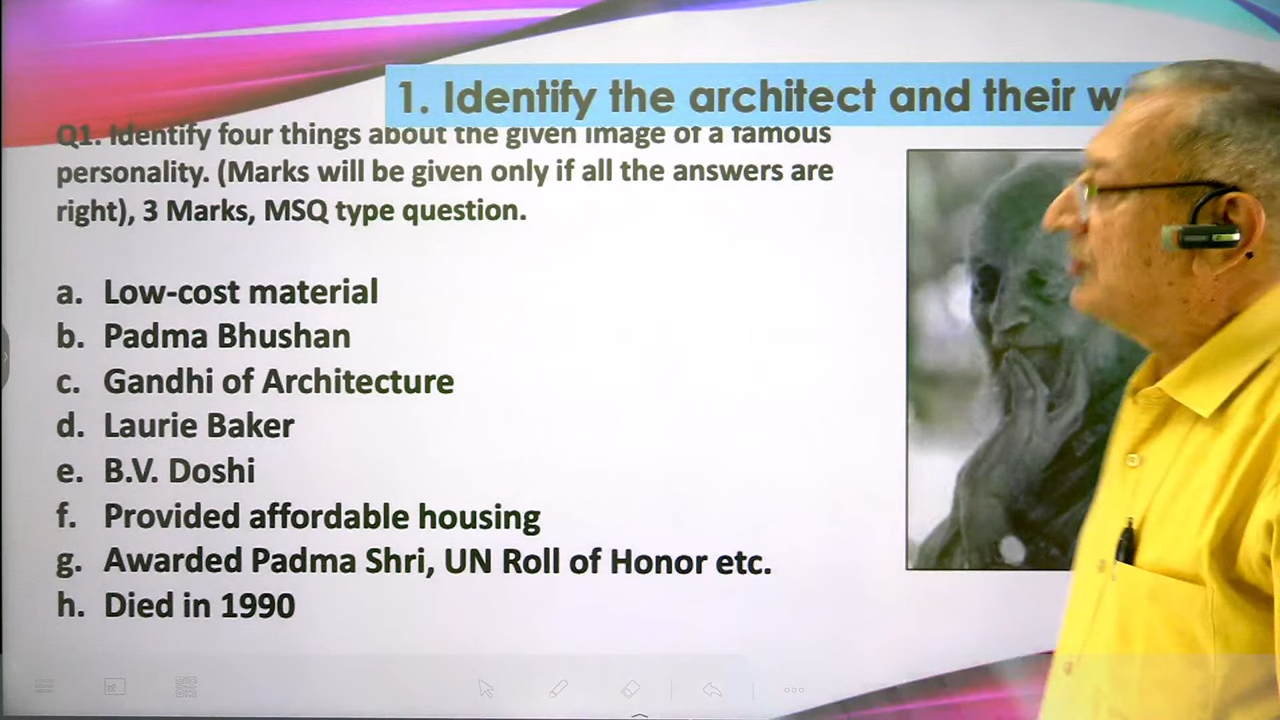 1. Identify the architect and their
Q1. Identify four things about the given image of a famous
personality. (Marks will be given only if all the answers are
right), 3 Marks, MSQ type question.
a. Low-cost material
b. Padma Bhushan
c. Gandhi of Architecture
d. Laurie Baker
e. B.V. Doshi
f. Provided affordable housing
g. Awarded Padma Shri, UN Roll of Honor etc.
h. Died in 1990